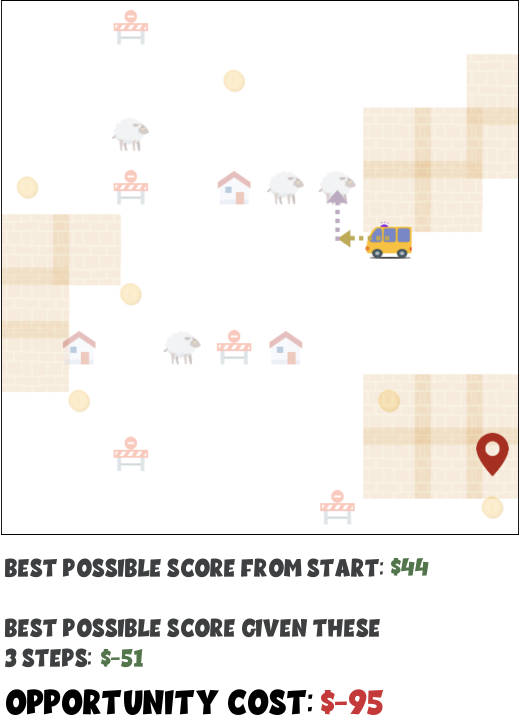 BEST POSSIBLE SCORE FROM START: $44
BEST POSSIBLE SCORE GIVEN THESE
3 STEPS: $-51
OPPORTUNITY COST: $-95